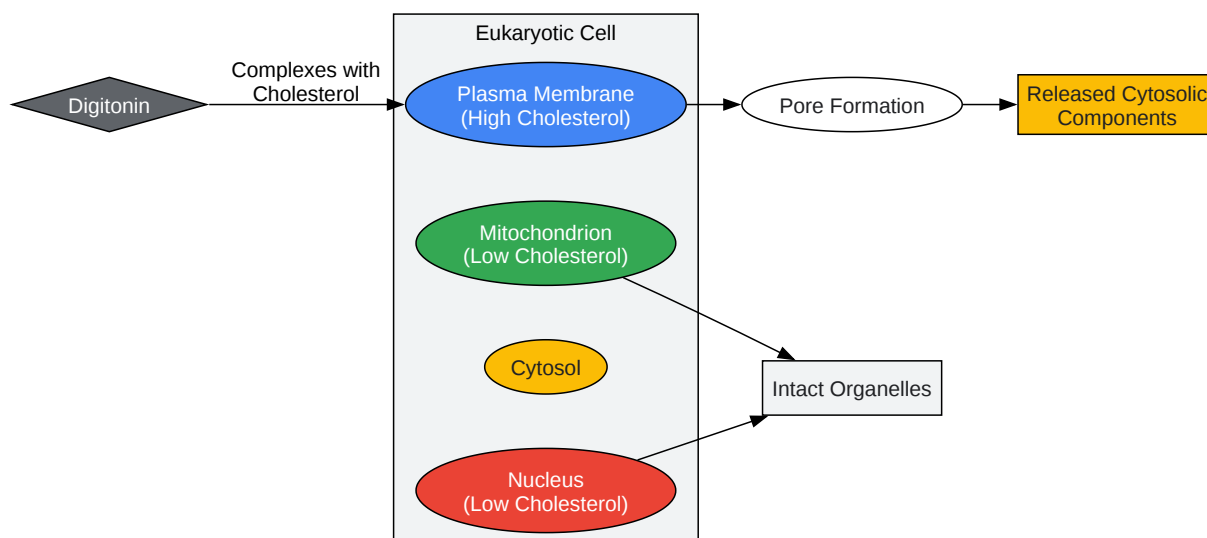 Eukaryotic Cell
Digitonin
Complexes with
Cholesterol
Plasma Membrane
(High Cholesterol)
Pore Formation
Released Cytosolic
Components
Mitochondrion
(Low Cholesterol)
Cytosol
Intact Organelles
Nucleus
(Low Cholesterol)